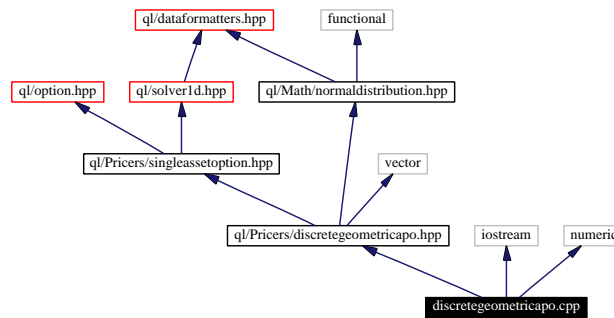 ql/dataformatters.hpp
functional
ql/option.hpp
ql/solver1d.hpp
ql/Math/normaldistribution.hpp
ql/Pricers/singleassetoption.hpp
vector
ql/Pricers/discretegeometricapo.hpp
iostream
numeric
discretegeometricapo.cpp